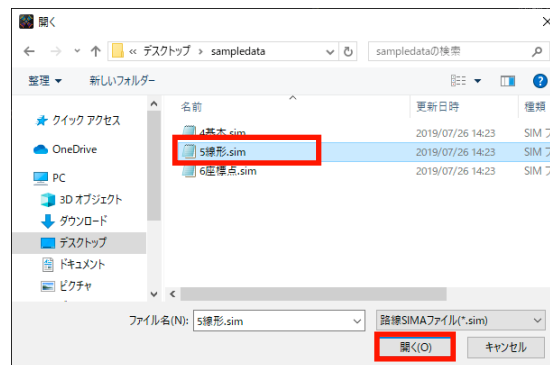 開く
« デスクトップ › sampledata
sampledataの検索
整理 新しいフォルダー
名前 更新日時 種類
クイック アクセス
OneDrive
PC
3D オブジェクト
ダウンロード
デスクトップ
ドキュメント
ピクチャ
4基本.sim 2019/07/26 14:23 SIM フ
5線形.sim 2019/07/26 14:23 SIM フ
6座標点.sim 2019/07/26 14:23 SIM フ
ファイル名(N): 5線形.sim 路線SIMAファイル(*.sim)
開く(O) キャンセル